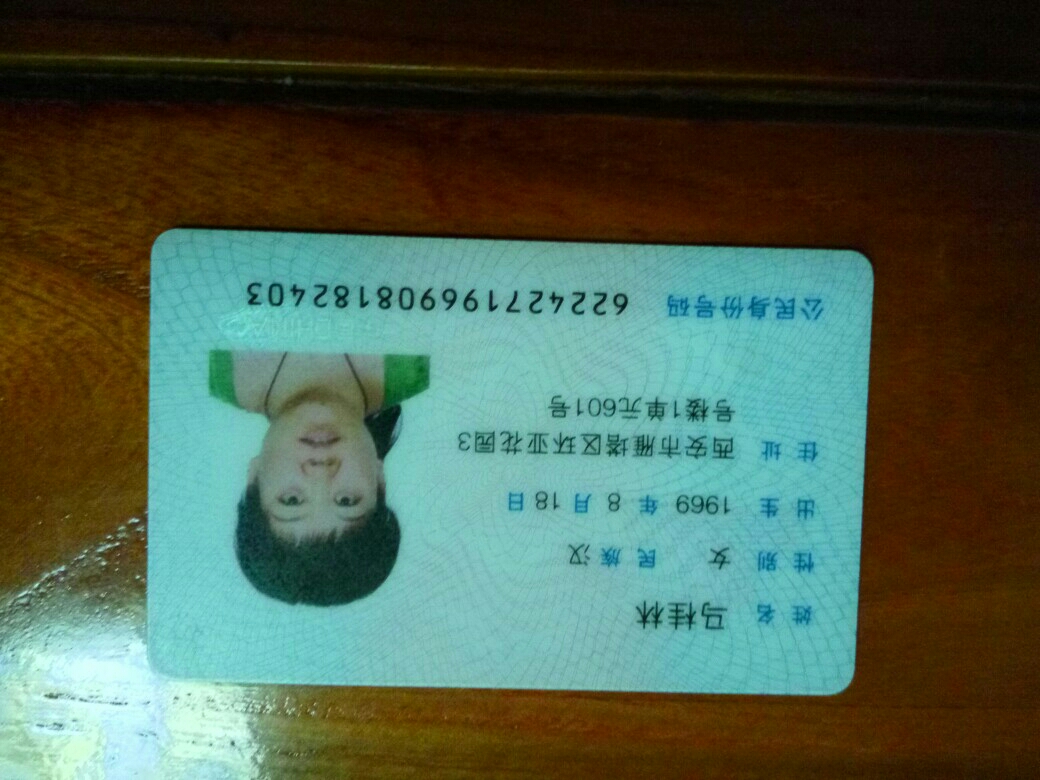 姓名 马桂林
性别 女 民族 汉
出生 1969 年 8 月 18 日
住址 西安市雁塔区环亚花园3
号楼1单元601号
公民身份号码 622427196908182403